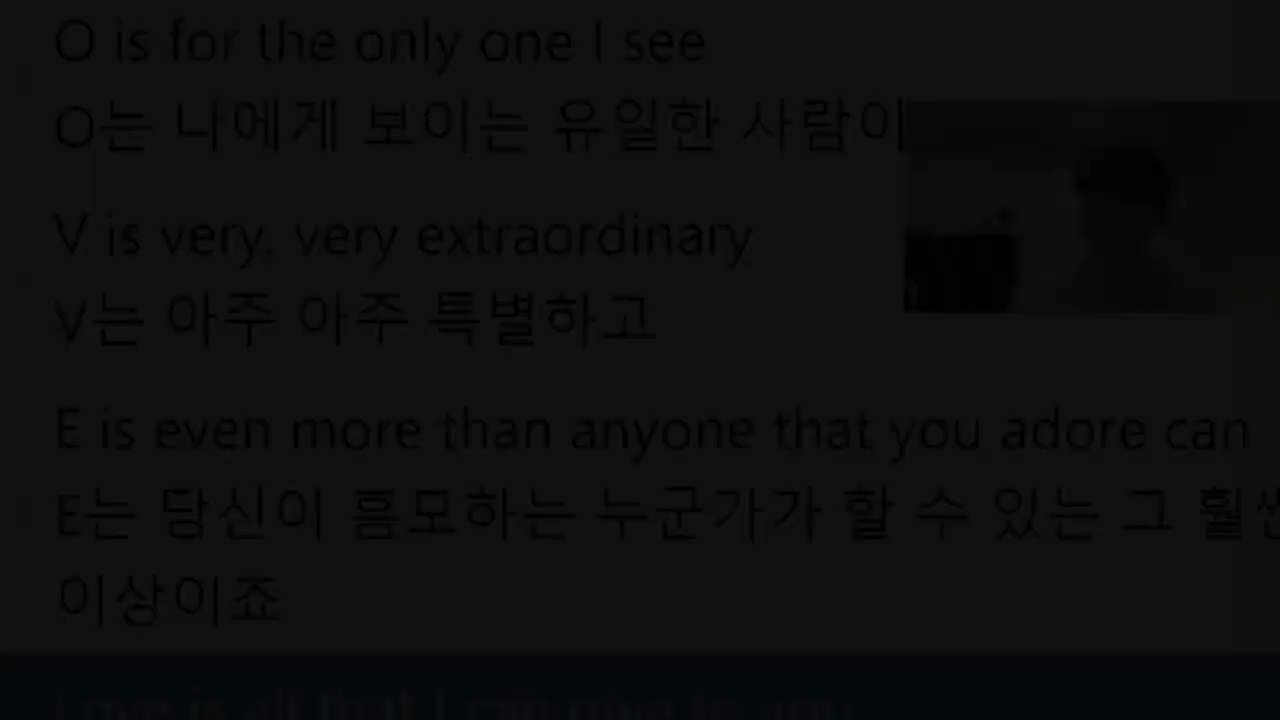 O is for the only one I see
O는 나에게 보이는 유일한 사람이
V is very, very extraordinary
V는 아주 아주 특별하고
E is even more than anyone that you adore can
E는 당신이 흠모하는 누군가가 할 수 있는 그 훨씬
이상이죠
Love is all that I can give to you